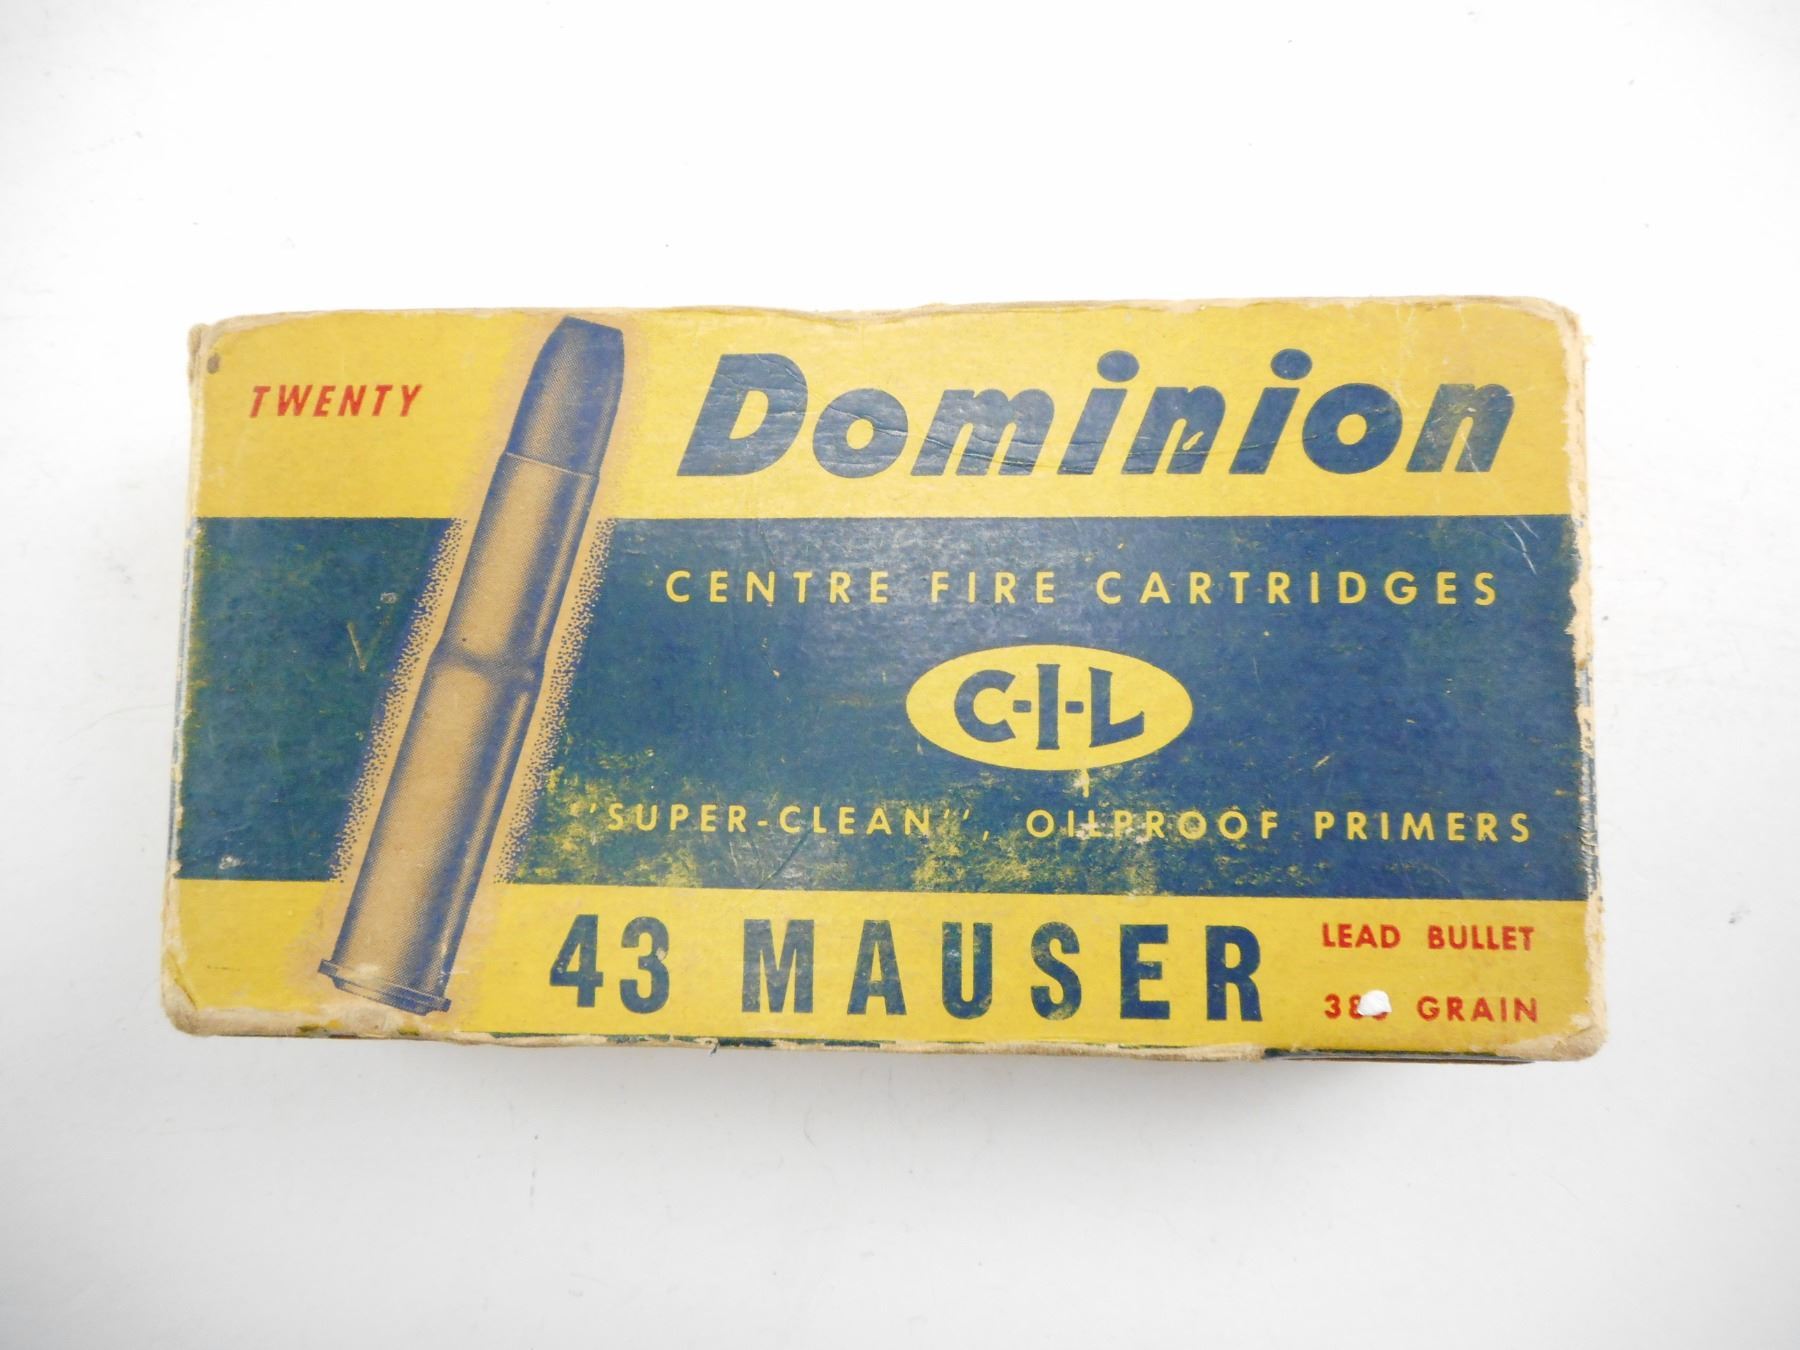 TWENTY
Dominion
CENTRE FIRE CARTRIDGES
C-I-L
"SUPER-CLEAN", OILPROOF PRIMERS
43 MAUSER
LEAD BULLET
GRAIN